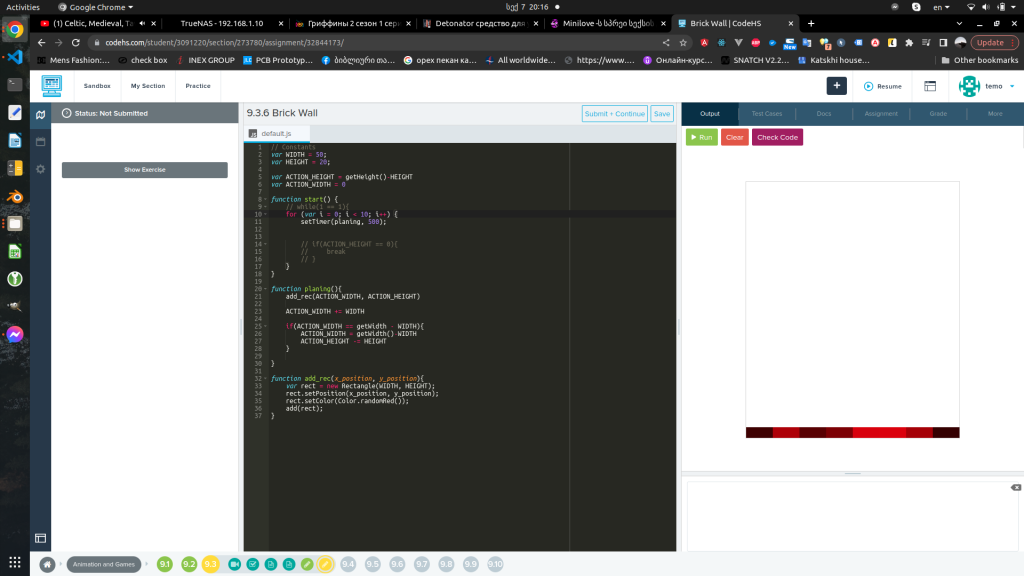 Activities
Google Chrome
სექ 7 20:16
en
(1) Celtic, Medieval, Ta
TrueNAS - 192.168.1.10
Гриффины 2 сезон 1 сери
Detonator средство для
Minilove -ს სპრეი სექსის
Brick Wall | CodeHS
codehs.com/student/3091220/section/273780/assignment/32844173/
New
Update
Mens Fashion:...
check box
INEX GROUP
PCB Prototyp...
ბიბლიური თა...
орех пекан ка...
All worldwide...
https://www....
Онлайн-курс...
SNATCH V2.2...
Katskhi house...
Other bookmarks
Sandbox
My Section
Practice
Resume
temo
Status: Not Submitted
Show Exercise
9.3.6 Brick Wall
Submit + Continue
Save
default.js
1 // Constants
2 var WIDTH = 50;
3 var HEIGHT = 20;
4
5 var ACTION_HEIGHT = getHeight()-HEIGHT
6 var ACTION_WIDTH = 0
7
8 function start() {
9 // while(1 == 1){
10 for (var i = 0; i < 10; i++) {
11 setTimer(planing, 500);
12
13
14 // if(ACTION_HEIGHT == 0){
15 // break
16 // }
17 }
18 }
19
20 function planing(){
21 add_rec(ACTION_WIDTH, ACTION_HEIGHT)
22
23 ACTION_WIDTH += WIDTH
24
25 if(ACTION_WIDTH == getWidth - WIDTH){
26 ACTION_WIDTH = getWidth()-WIDTH
27 ACTION_HEIGHT -= HEIGHT
28 }
29
30 }
31
32 function add_rec(x_position, y_position){
33 var rect = new Rectangle(WIDTH, HEIGHT);
34 rect.setPosition(x_position, y_position);
35 rect.setColor(Color.randomRed());
36 add(rect);
37 }
Output
Test Cases
Docs
Assignment
Grade
More
Run
Clear
Check Code
Animation and Games
9.1
9.2
9.3
9.4
9.5
9.6
9.7
9.8
9.9
9.10